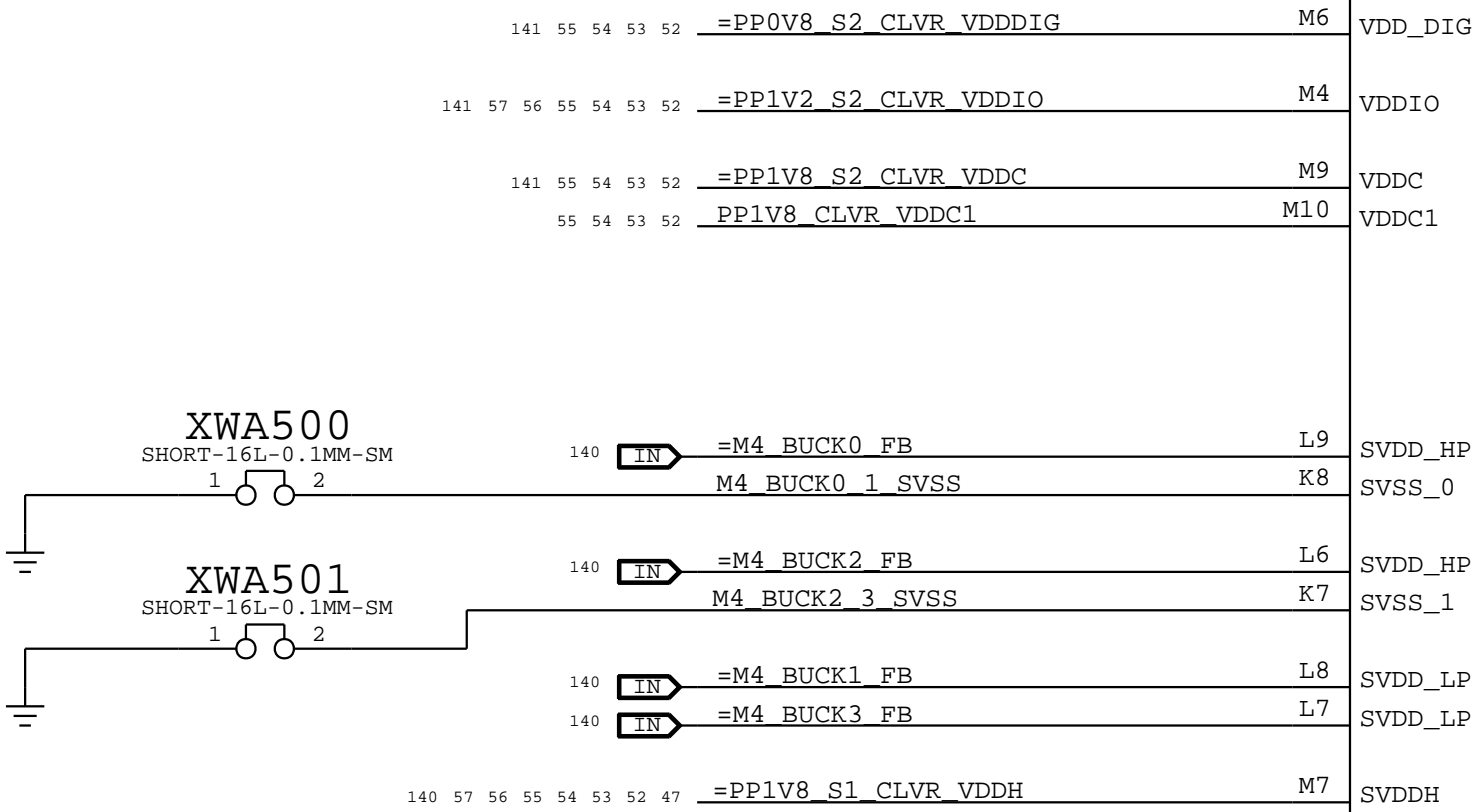 141 55 54 53 52 =PP0V8_S2_CLVR_VDDDIG M6 VDD_DIG
141 57 56 55 54 53 52 =PP1V2_S2_CLVR_VDDIO M4 VDDIO
141 55 54 53 52 =PP1V8_S2_CLVR_VDDC M9 VDDC
55 54 53 52 PP1V8_CLVR_VDDC1 M10 VDDC1
XWA500
SHORT-16L-0.1MM-SM
140 IN =M4_BUCK0_FB L9 SVDD_HP
1 2 M4_BUCK0_1_SVSS K8 SVSS_0
140 IN =M4_BUCK2_FB L6 SVDD_HP
XWA501
SHORT-16L-0.1MM-SM
M4_BUCK2_3_SVSS K7 SVSS_1
1 2
140 IN =M4_BUCK1_FB L8 SVDD_LP
140 IN =M4_BUCK3_FB L7 SVDD_LP
140 57 56 55 54 53 52 47 =PP1V8_S1_CLVR_VDDH M7 SVDDH